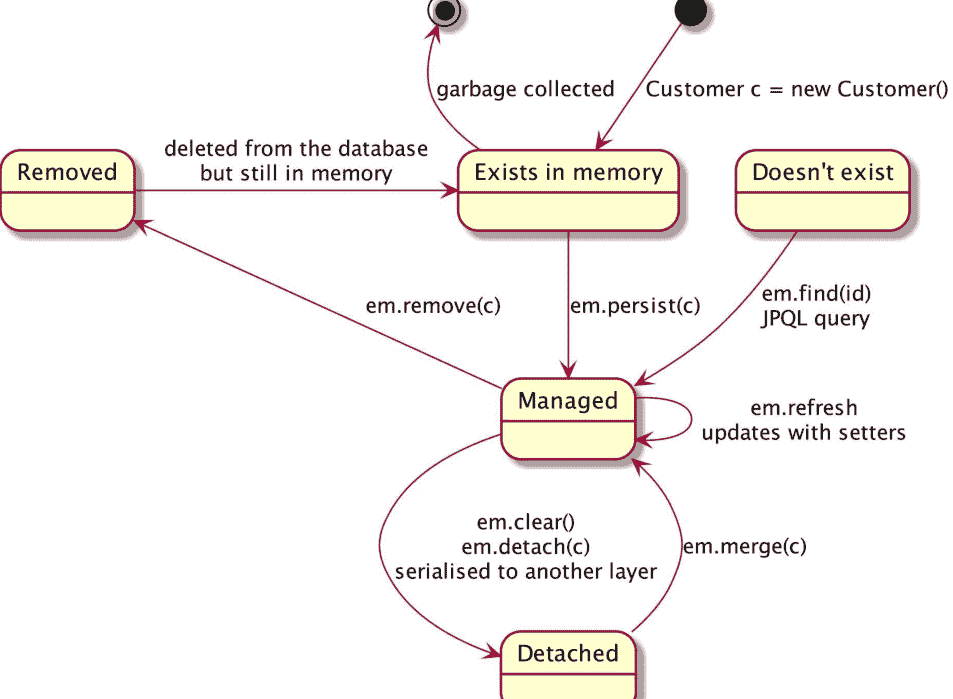 garbage collected
Customer c = new Customer()
deleted from the database
but still in memory
Removed
Exists in memory
Doesn't exist
em.remove(c)
em.persist(c)
em.find(id)
JPQL query
Managed
em.refresh
updates with setters
em.clear()
em.detach(c)
serialised to another layer
em.merge(c)
Detached